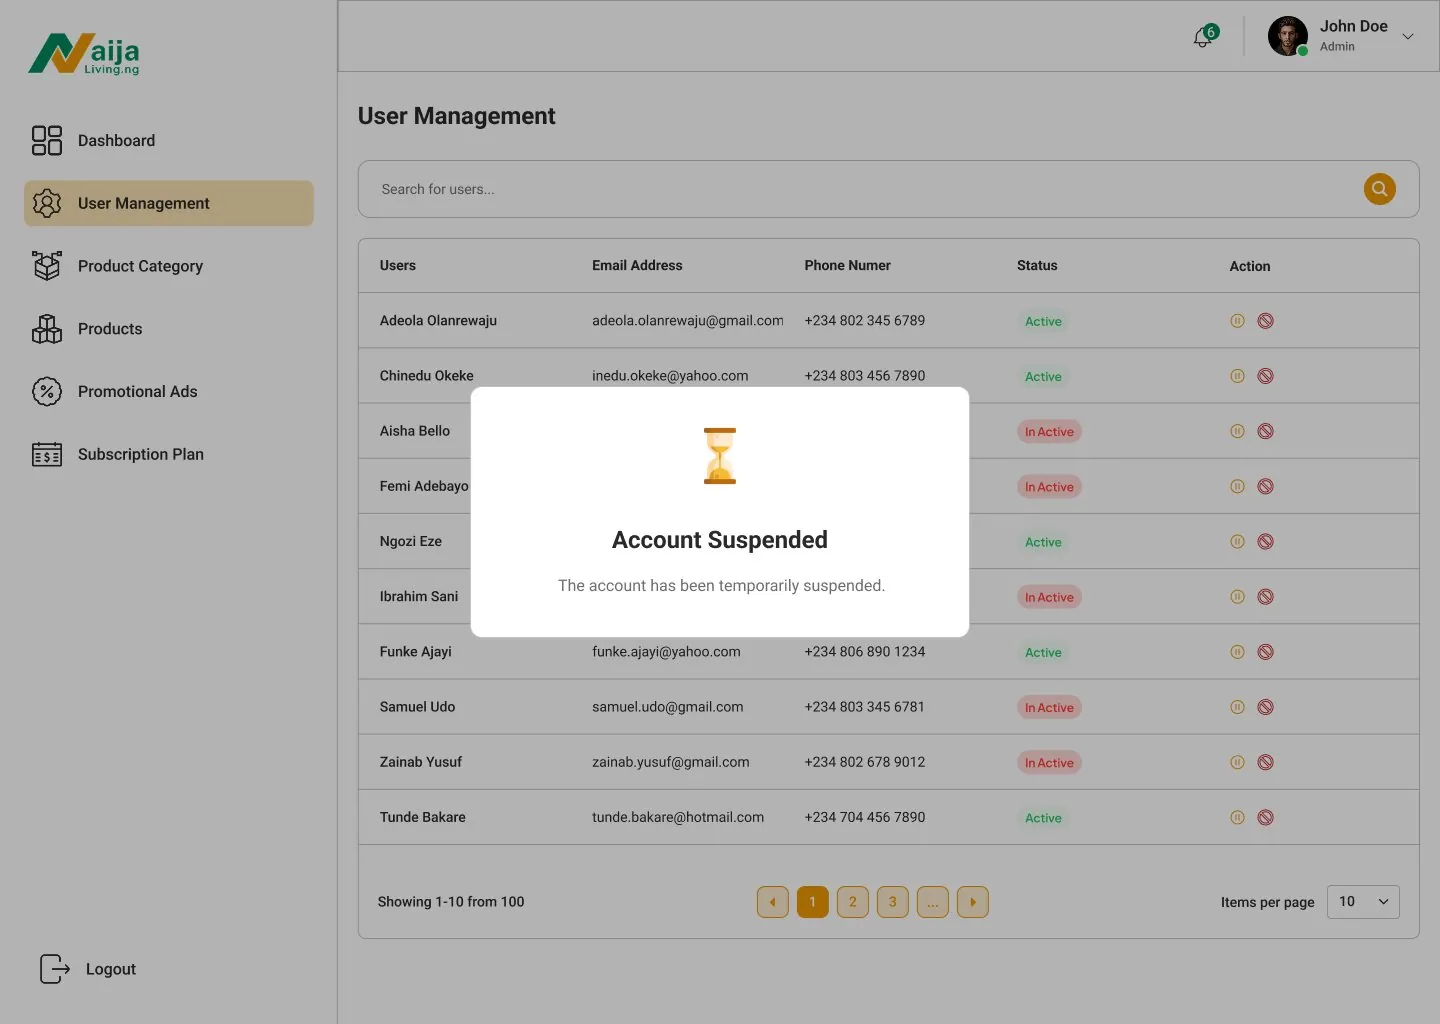 Naija
Living.ng
6
John Doe
Admin
Dashboard
User Management
Product Category
Products
Promotional Ads
Subscription Plan
Logout
User Management
Search for users...
Users Email Address Phone Numer Status Action
Adeola Olanrewaju adeola.olanrewaju@gmail.com +234 802 345 6789 Active
Chinedu Okeke inedu.okeke@yahoo.com +234 803 456 7890 Active
Aisha Bello In Active
Femi Adebayo In Active
Ngozi Eze Active
Ibrahim Sani In Active
Account Suspended
The account has been temporarily suspended.
Funke Ajayi funke.ajayi@yahoo.com +234 806 890 1234 Active
Samuel Udo samuel.udo@gmail.com +234 803 345 6781 In Active
Zainab Yusuf zainab.yusuf@gmail.com +234 802 678 9012 In Active
Tunde Bakare tunde.bakare@hotmail.com +234 704 456 7890 Active
Showing 1-10 from 100 1 2 3 ... Items per page 10